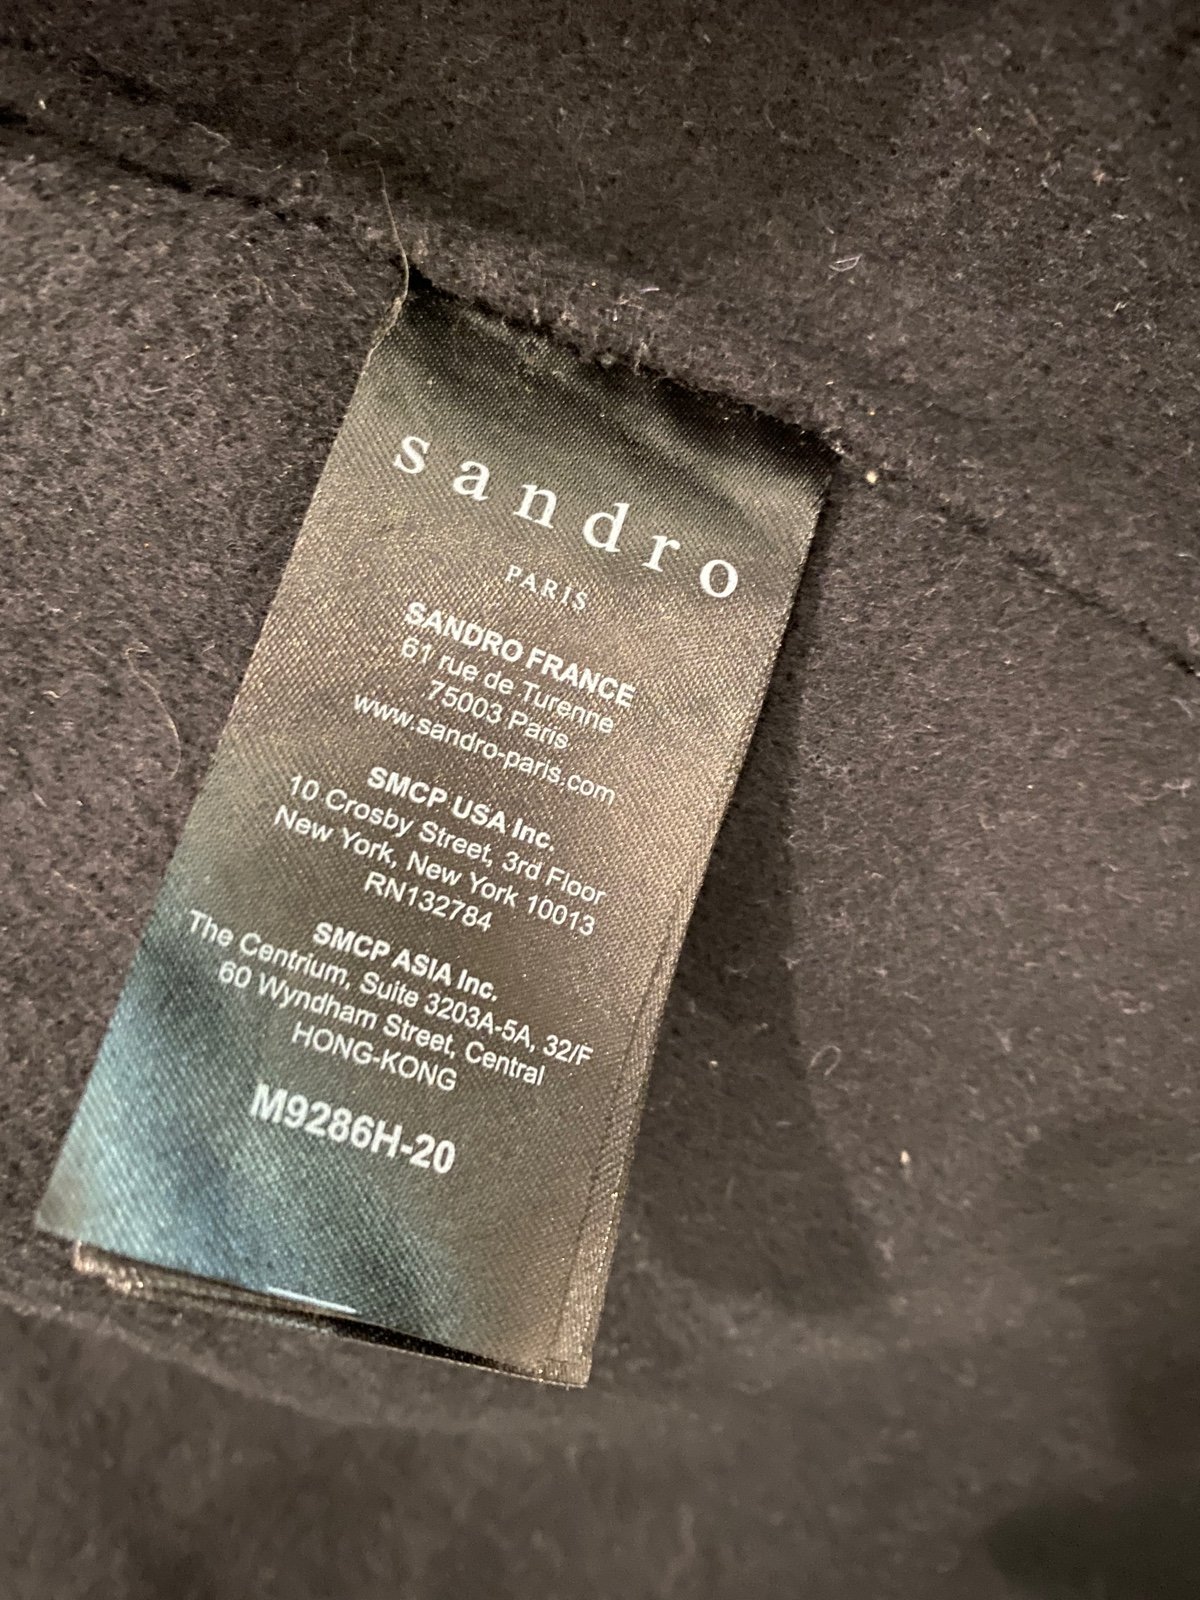 sandro
PARIS
SANDRO FRANCE
61 rue de Turenne
75003 Paris
www.sandro-paris.com
SMCP USA Inc.
10 Crosby Street, 3rd Floor
New York, New York 10013
RN132784
SMCP ASIA Inc.
The Centrium, Suite 3203A-5A, 32/F
60 Wyndham Street, Central
HONG-KONG
M9286H-20